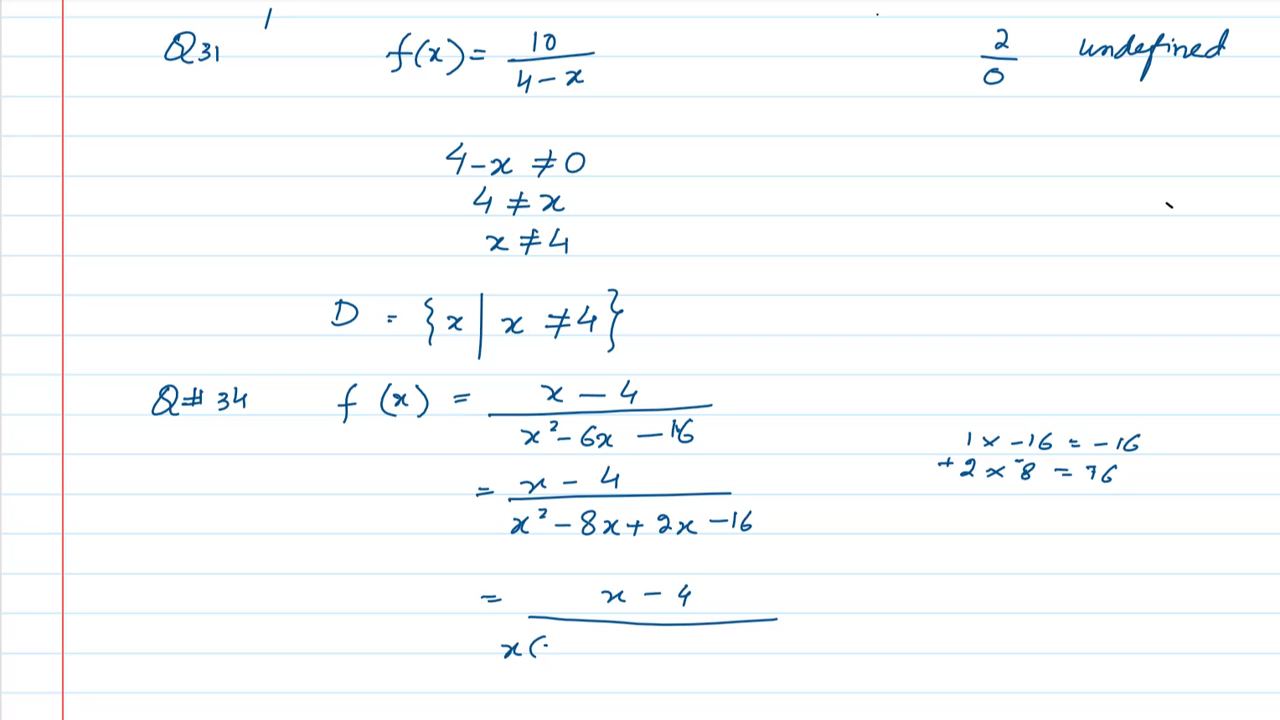 Q31 f(x) = 10 / 4 - x 2 / 0 undefined
4 - x ≠ 0
4 ≠ x
x ≠ 4
D = {x | x ≠ 4}
Q# 34 f (x) = x - 4 / x² - 6x - 16
1 x -16 = -16
+2 x -8 = 76
= x - 4 / x² - 8x + 2x - 16
= x - 4 / x (